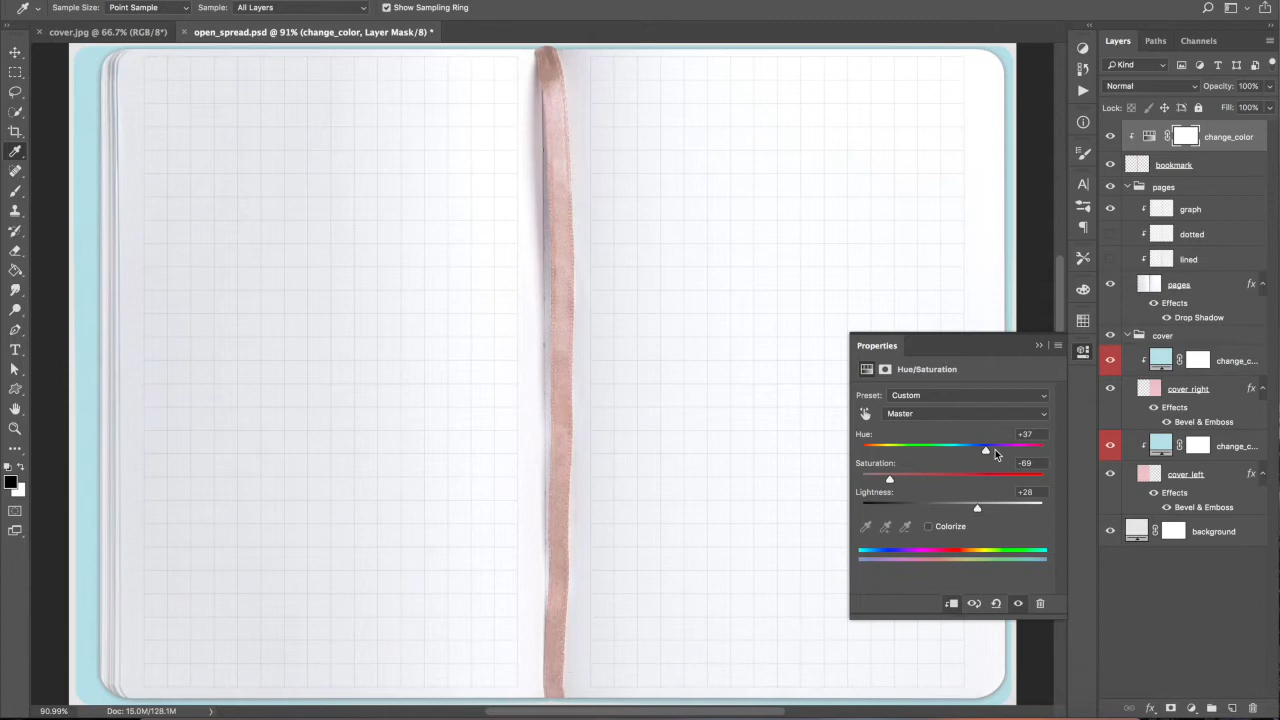 Sample Size: Point Sample Sample: All Layers Show Sampling Ring
cover.jpg @ 66.7% (RGB/8*)
open_spread.psd @ 91% (change_color, Layer Mask/8) *
Layers Paths Channels
Kind
Normal Opacity: 100%
Lock: Fill: 100%
change_color
bookmark
pages
graph
dotted
lined
pages fx
Effects
Drop Shadow
cover
change_c...
cover_right fx
Effects
Bevel & Emboss
change_c...
cover_left fx
Effects
Bevel & Emboss
background
Properties
Hue/Saturation
Preset: Custom
Master
Hue: +37
Saturation: -69
Lightness: +28
Colorize
90.99% Doc: 15.0M/128.1M